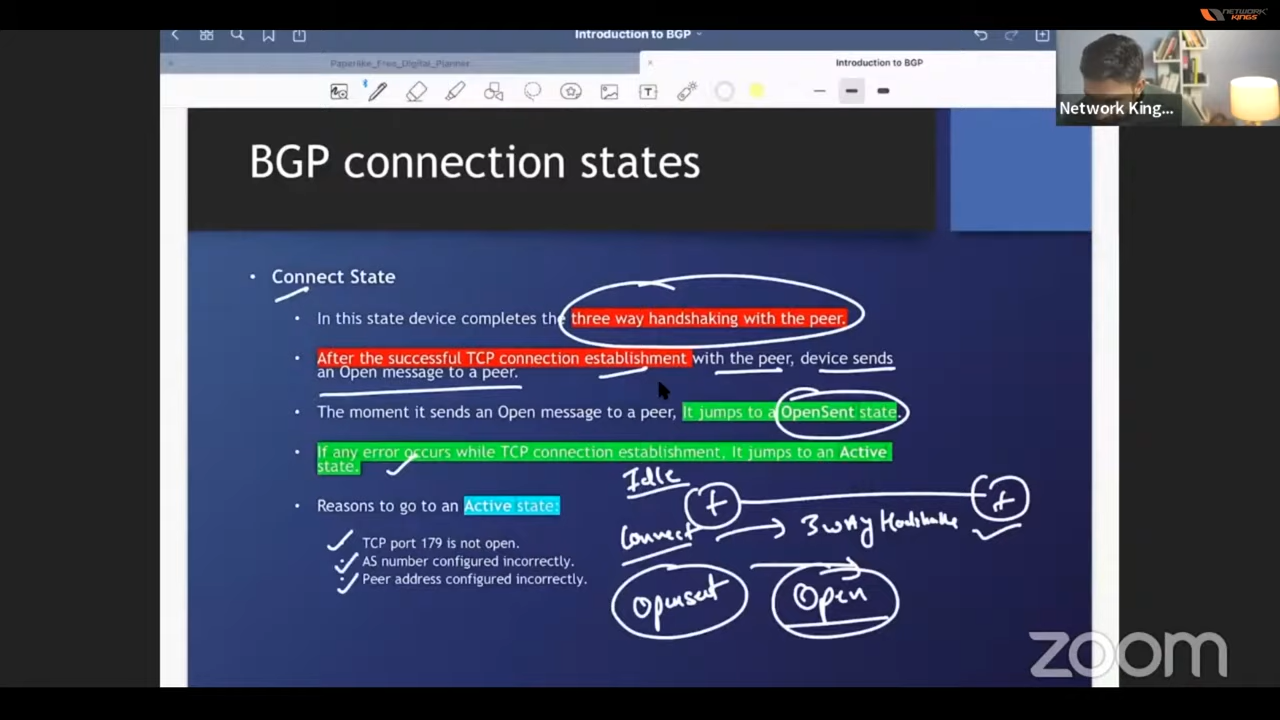 NETWORK
KINGS
Introduction to BGP
Paperlike_Free_Digital_Planner
Introduction to BGP
Network King...
BGP connection states
• Connect State
• In this state device completes the three way handshaking with the peer.
• After the successful TCP connection establishment with the peer, device sends
an Open message to a peer.
• The moment it sends an Open message to a peer, It jumps to a OpenSent state.
• If any error occurs while TCP connection establishment, It jumps to an Active
state.
Idle
• Reasons to go to an Active state:
Connect → 3 way Handshake
TCP port 179 is not open.
AS number configured incorrectly.
Peer address configured incorrectly.
Opensent Open
zoom